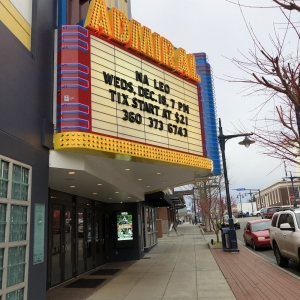 ADMIRAL
NA LEO
WEDS, DEC. 18, 7 PM
TIX START AT $21
360 373 6743